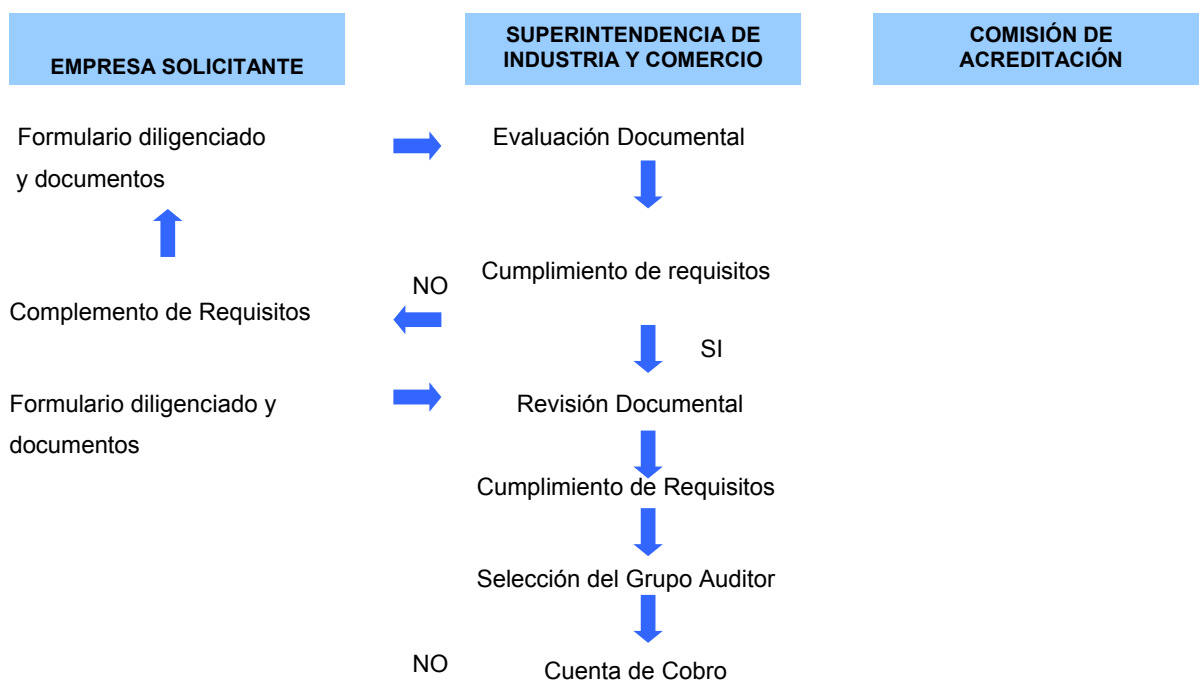 EMPRESA SOLICITANTE
SUPERINTENDENCIA DE
INDUSTRIA Y COMERCIO
COMISIÓN DE
ACREDITACIÓN
Formulario diligenciado
y documentos
Evaluación Documental
Cumplimiento de requisitos
NO
Complemento de Requisitos
SI
Formulario diligenciado y
documentos
Revisión Documental
Cumplimiento de Requisitos
Selección del Grupo Auditor
NO
Cuenta de Cobro